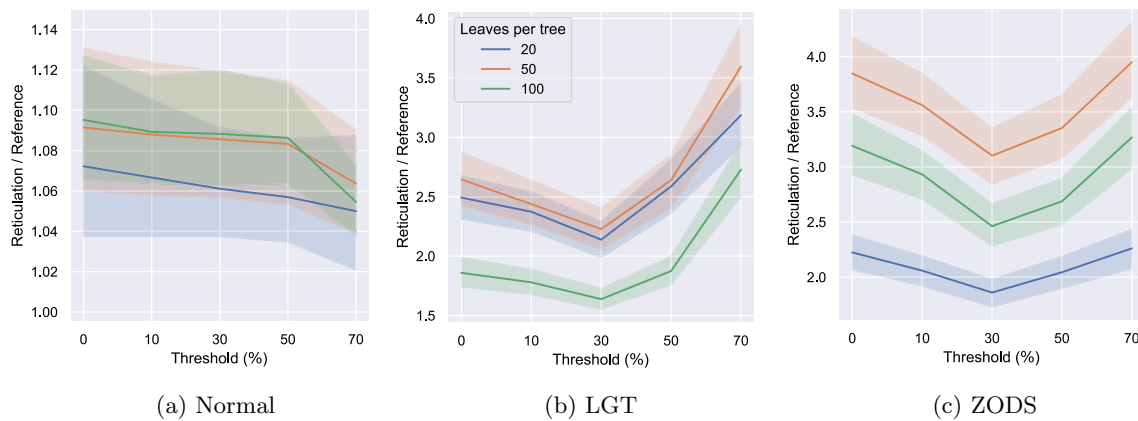 1.14
1.12
1.10
1.08
1.06
1.04
1.02
1.00
Reticulation / Reference
0 10 30 50 70
Threshold (%)
(a) Normal
4.0
3.5
3.0
2.5
2.0
1.5
Reticulation / Reference
Leaves per tree
20
50
100
0 10 30 50 70
Threshold (%)
(b) LGT
4.0
3.5
3.0
2.5
2.0
Reticulation / Reference
0 10 30 50 70
Threshold (%)
(c) ZODS